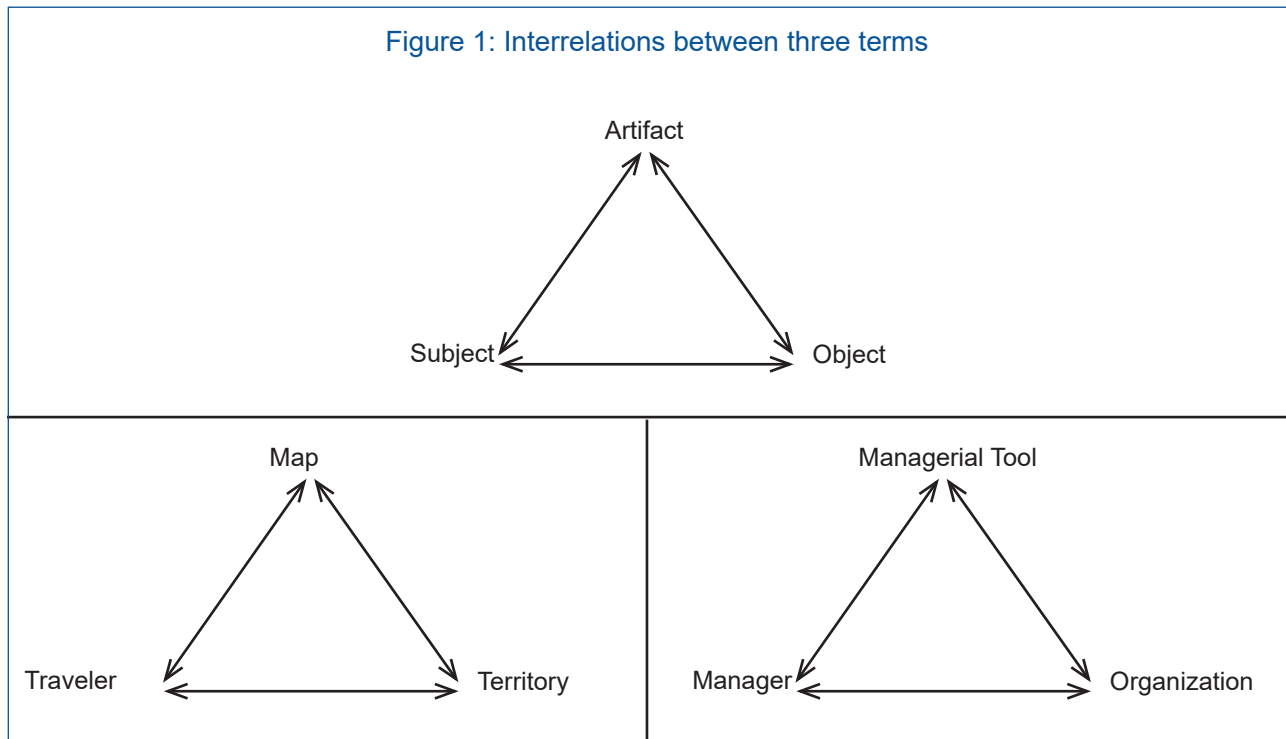 Figure 1: Interrelations between three terms
Artifact
Subject
Object
Map
Traveler
Territory
Managerial Tool
Manager
Organization